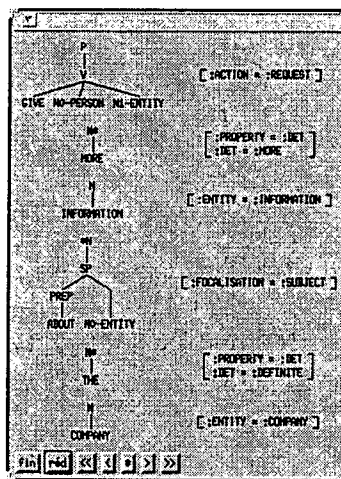 P
V
[ :ACTION = :REQUEST ]
GIVE N0-PERSON N1-ENTITY
N*
[ :PROPERTY = :DET
:DET = :MORE ]
MORE
N
[ :ENTITY = :INFORMATION ]
INFORMATION
*N
SP
[ :FOCALISATION = :SUBJECT ]
PREP
ABOUT N0-ENTITY
N*
[ :PROPERTY = :DET
:DET = :DEFINITE ]
THE
N
[ :ENTITY = :COMPANY ]
COMPANY
fin réd << < * > >>